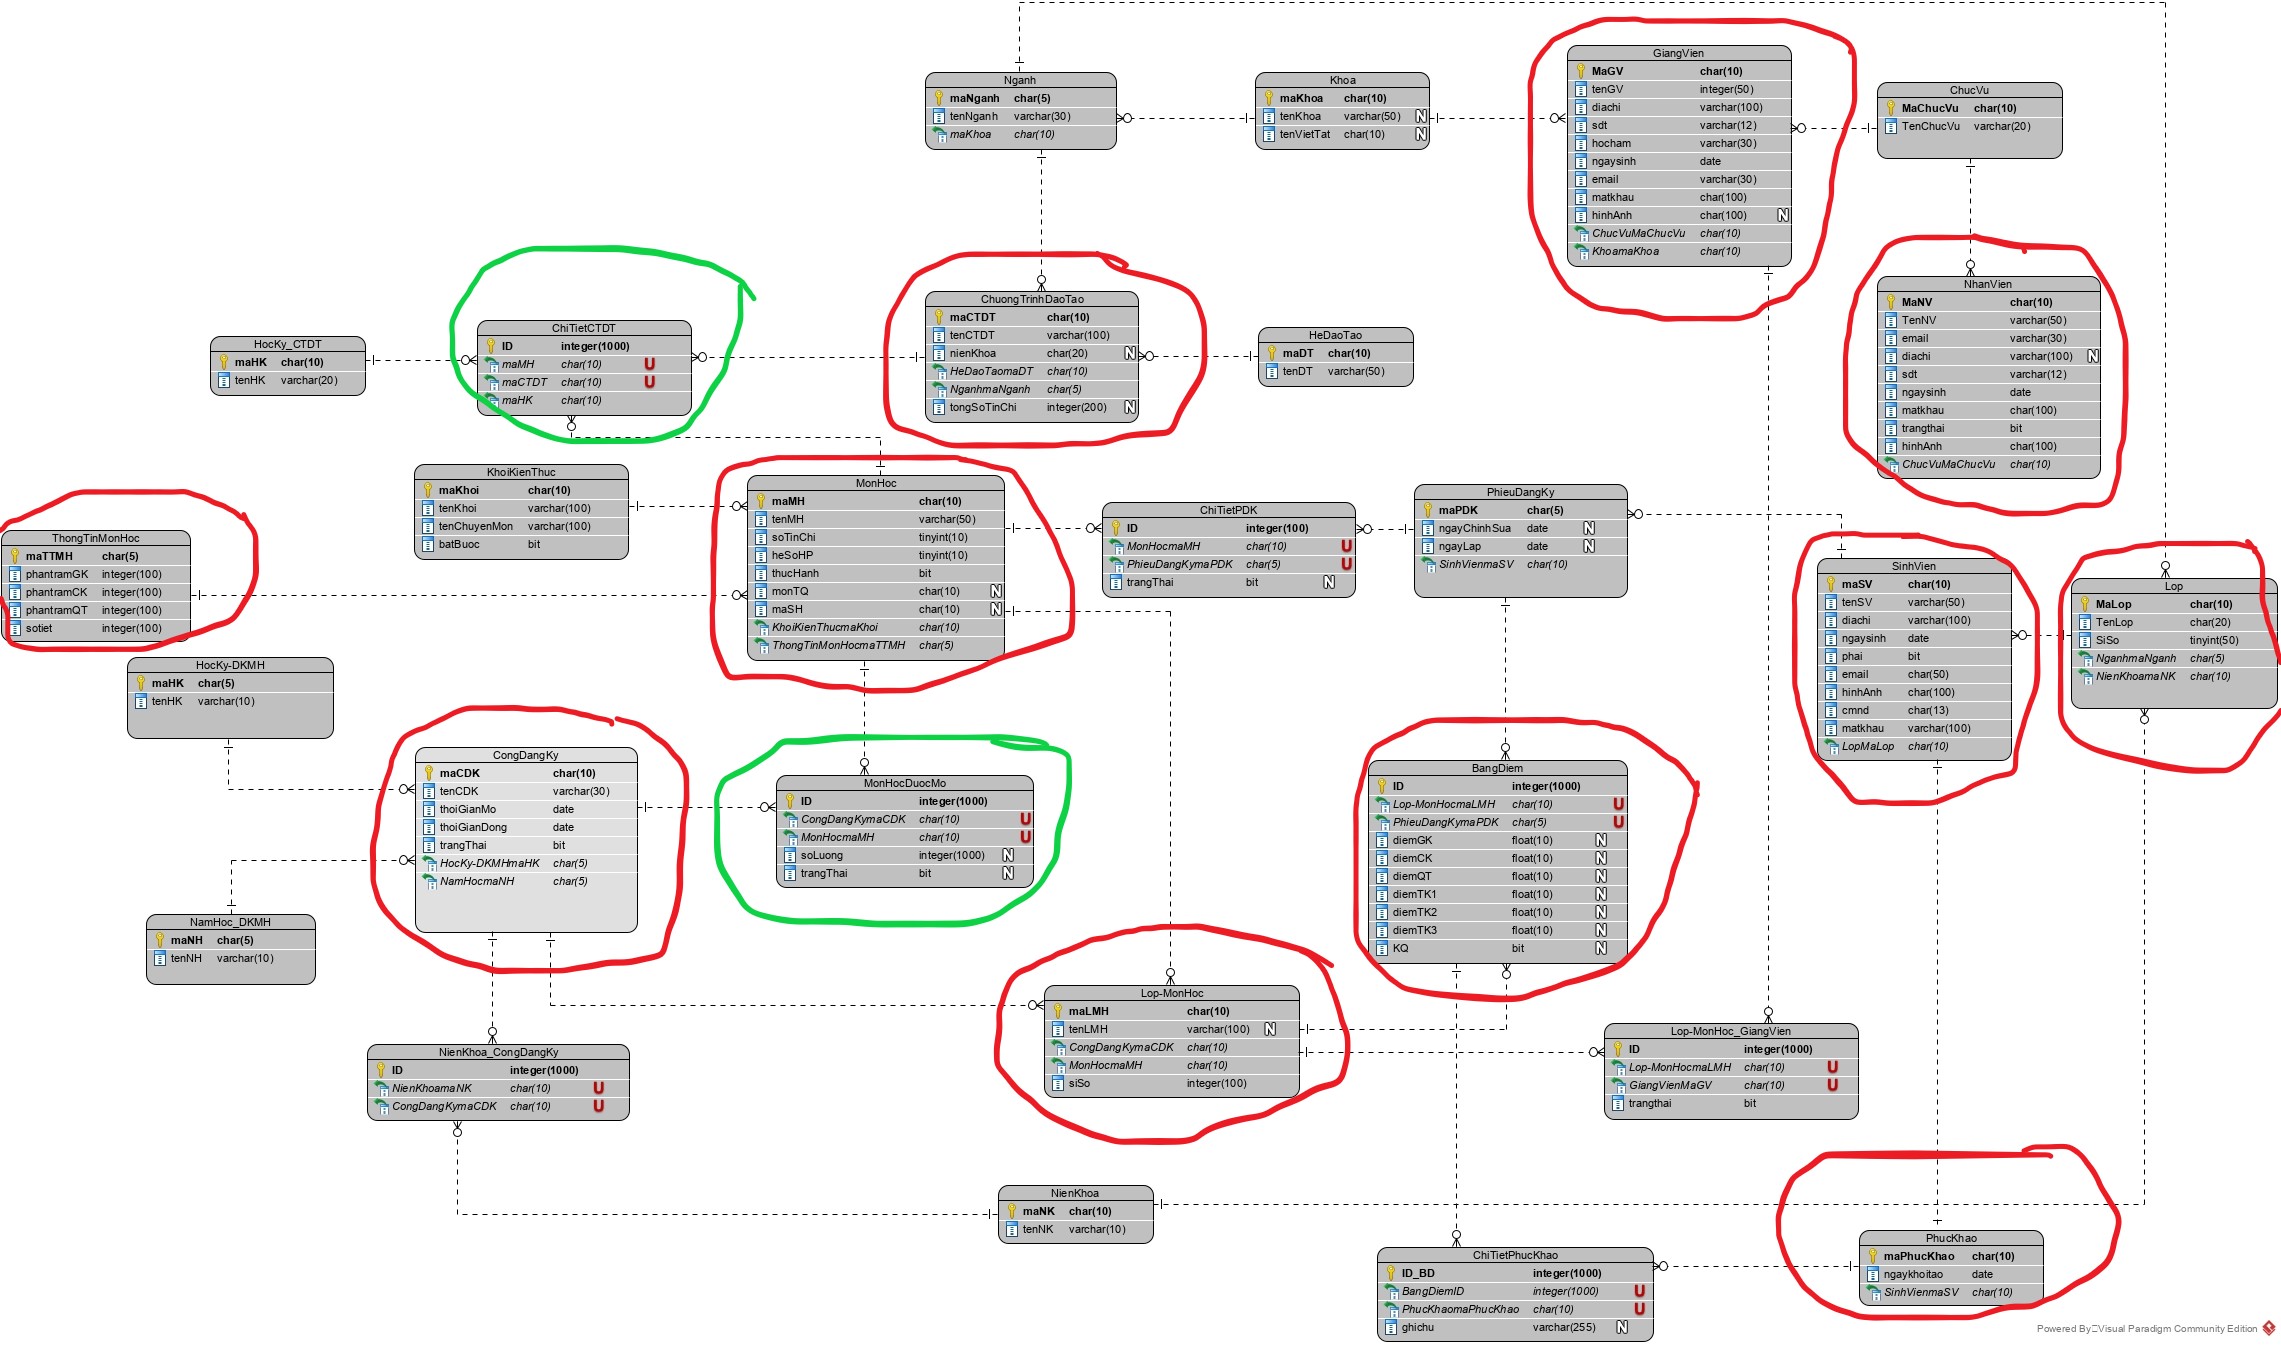 Nganh
maNganh char(5)
tenNganh varchar(30)
maKhoa char(10)
Khoa
maKhoa char(10)
tenKhoa varchar(50) N
tenVietTat char(10) N
GiangVien
MaGV char(10)
tenGV integer(50)
diachi varchar(100)
sdt varchar(12)
hocham varchar(30)
ngaysinh date
email varchar(30)
matkhau char(100)
hinhAnh char(100) N
ChucVuMaChucVu char(10)
KhoamaKhoa char(10)
ChucVu
MaChucVu char(10)
TenChucVu varchar(20)
NhanVien
MaNV char(10)
TenNV varchar(50)
email varchar(30)
diachi varchar(100) N
sdt varchar(12)
ngaysinh date
matkhau char(100)
trangthai bit
hinhAnh char(100)
ChucVuMaChucVu char(10)
HocKy_CTDT
maHK char(10)
tenHK varchar(20)
ChiTietCTDT
ID integer(1000)
maMH char(10) U
maCTDT char(10) U
maHK char(10)
ChuongTrinhDaoTao
maCTDT char(10)
tenCTDT varchar(100)
nienKhoa char(20) N
HeDaoTaomaDT char(10)
NganhmaNganh char(5)
tongSoTinChi integer(200) N
HeDaoTao
maDT char(10)
tenDT varchar(50)
KhoiKienThuc
maKhoi char(10)
tenKhoi varchar(100)
tenChuyenMon varchar(100)
batBuoc bit
MonHoc
maMH char(10)
tenMH varchar(50)
soTinChi tinyint(10)
heSoHP tinyint(10)
thucHanh bit
monTQ char(10) N
maSH char(10) N
KhoiKienThucmaKhoi char(10)
ThongTinMonHocmaTTMH char(5)
ChiTietPDK
ID integer(100)
MonHocmaMH char(10) U
PhieuDangKymaPDK char(5) U
trangThai bit N
PhieuDangKy
maPDK char(5)
ngayChinhSua date N
ngayLap date N
SinhVienmaSV char(10)
ThongTinMonHoc
maTTMH char(5)
phantramGK integer(100)
phantramCK integer(100)
phantramQT integer(100)
sotiet integer(100)
SinhVien
maSV char(10)
tenSV varchar(50)
diachi varchar(100)
ngaysinh date
phai bit
email char(50)
hinhAnh char(100)
cmnd char(13)
matkhau varchar(100)
LopMaLop char(10)
Lop
MaLop char(10)
TenLop char(20)
SiSo tinyint(50)
NganhmaNganh char(5)
NienKhoamaNK char(10)
HocKy-DKMH
maHK char(5)
tenHK varchar(10)
CongDangKy
maCDK char(10)
tenCDK varchar(30)
thoiGianMo date
thoiGianDong date
trangThai bit
HocKy-DKMHmaHK char(5)
NamHocmaNH char(5)
MonHocDuocMo
ID integer(1000)
CongDangKymaCDK char(10) U
MonHocmaMH char(10) U
soLuong integer(1000) N
trangThai bit N
BangDiem
ID integer(1000)
Lop-MonHocmaLMH char(10) U
PhieuDangKymaPDK char(5) U
diemGK float(10) N
diemCK float(10) N
diemQT float(10) N
diemTK1 float(10) N
diemTK2 float(10) N
diemTK3 float(10) N
KQ bit N
NamHoc_DKMH
maNH char(5)
tenNH varchar(10)
Lop-MonHoc
maLMH char(10)
tenLMH varchar(100) N
CongDangKymaCDK char(10)
MonHocmaMH char(10)
siSo integer(100)
Lop-MonHoc_GiangVien
ID integer(1000)
Lop-MonHocmaLMH char(10) U
GiangVienMaGV char(10) U
trangthai bit
NienKhoa_CongDangKy
ID integer(1000)
NienKhoamaNK char(10) U
CongDangKymaCDK char(10) U
NienKhoa
maNK char(10)
tenNK varchar(10)
ChiTietPhucKhao
ID_BD integer(1000)
BangDiemID integer(1000) U
PhucKhaomaPhucKhao char(10) U
ghichu varchar(255) N
PhucKhao
maPhucKhao char(10)
ngaykhoitao date
SinhVienmaSV char(10)
Powered By Visual Paradigm Community Edition